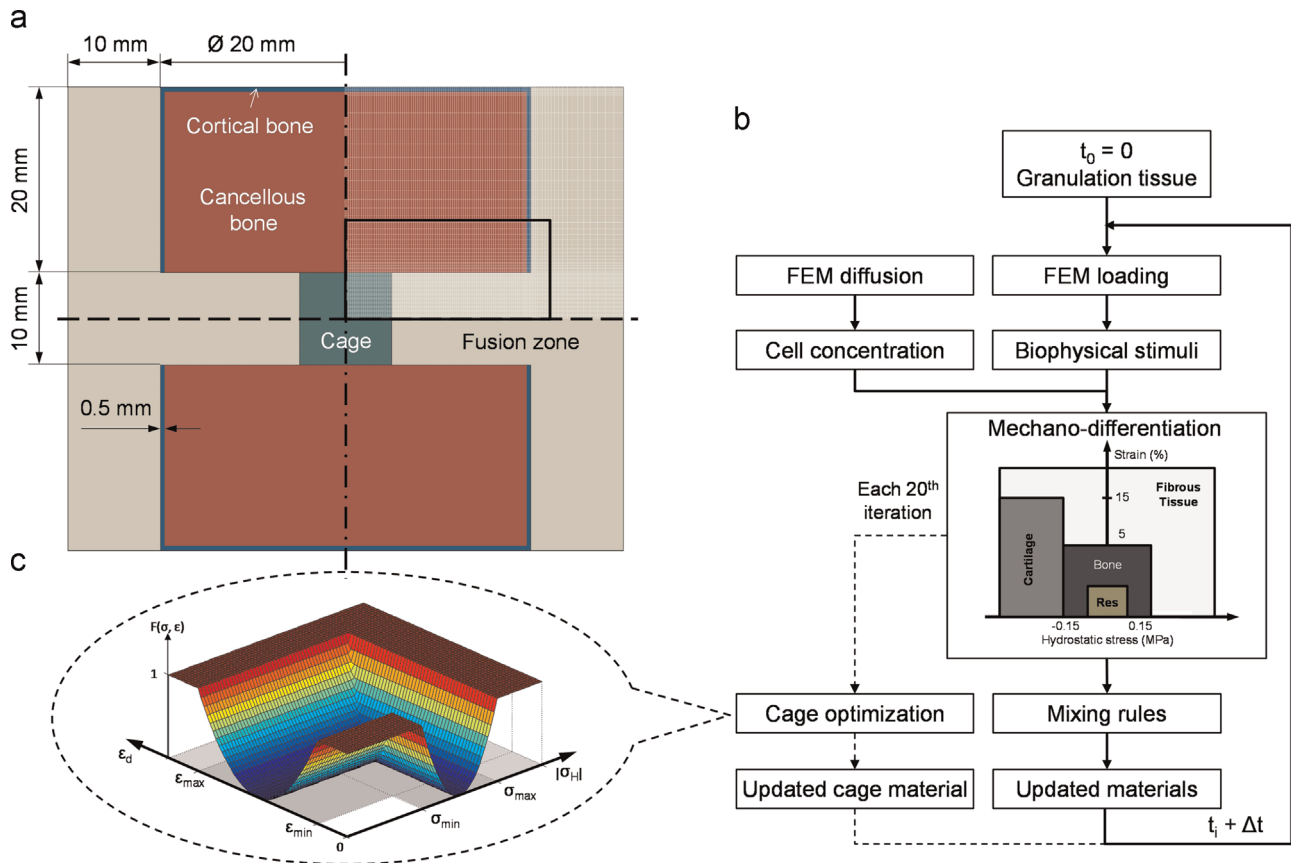 a
10 mm
Ø 20 mm
Cortical bone
Cancellous
bone
20 mm
10 mm
Cage
Fusion zone
0.5 mm
b
t0 = 0
Granulation tissue
FEM diffusion
FEM loading
Cell concentration
Biophysical stimuli
Mechano-differentiation
Strain (%)
Fibrous
Tissue
15
5
Cartilage
Bone
Res
-0.15
0.15
Hydrostatic stress (MPa)
Each 20th
iteration
Cage optimization
Mixing rules
Updated cage material
Updated materials
ti + Δt
c
F(σ, ε)
1
εd
εmax
εmin
0
σmin
σmax
|σH|